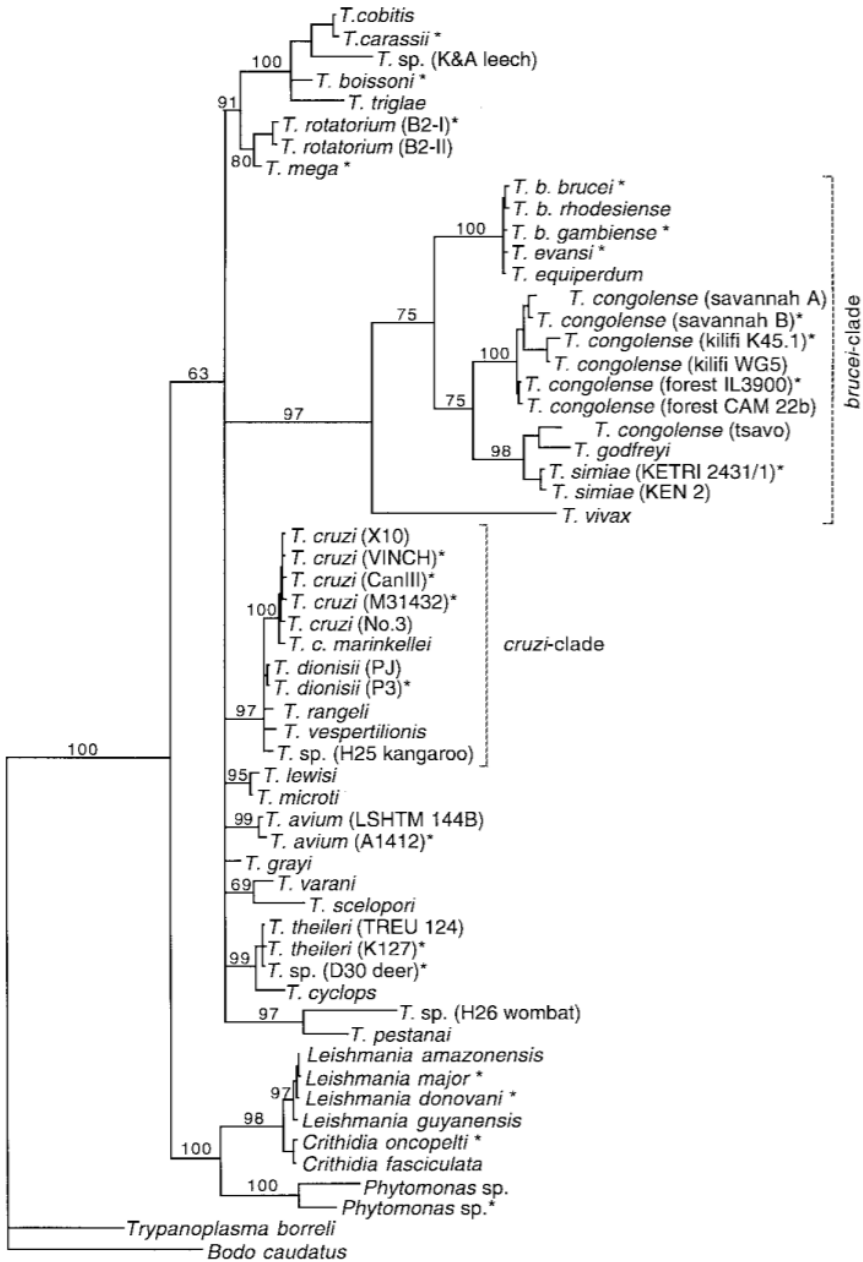 T.cobitis
T.carassii *
T. sp. (K&A leech)
100
T. boissoni *
T. triglae
91
T. rotatorium (B2-I)*
T. rotatorium (B2-II)
80
T. mega *
T. b. brucei *
T. b. rhodesiense
100
T. b. gambiense *
T. evansi *
T. equiperdum
T. congolense (savannah A)
75
T. congolense (savannah B)*
T. congolense (kilifi K45.1)*
100
T. congolense (kilifi WG5)
brucei-clade
63
T. congolense (forest IL3900)*
75
T. congolense (forest CAM 22b)
97
T. congolense (tsavo)
98
T. godfreyi
T. simiae (KETRI 2431/1)*
T. simiae (KEN 2)
T. vivax
T. cruzi (X10)
T. cruzi (VINCH)*
T. cruzi (CanIII)*
T. cruzi (M31432)*
100
T. cruzi (No.3)
T. c. marinkellei
cruzi-clade
T. dionisii (PJ)
T. dionisii (P3)*
97
T. rangeli
T. vespertilionis
100
T. sp. (H25 kangaroo)
95
T. lewisi
T. microti
99
T. avium (LSHTM 144B)
T. avium (A1412)*
T. grayi
69
T. varani
T. scelopori
T. theileri (TREU 124)
T. theileri (K127)*
99
T. sp. (D30 deer)*
T. cyclops
97
T. sp. (H26 wombat)
T. pestanai
Leishmania amazonensis
Leishmania major *
97
Leishmania donovani *
98
Leishmania guyanensis
Crithidia oncopelti *
100
Crithidia fasciculata
100
Phytomonas sp.
Phytomonas sp.*
Trypanoplasma borreli
Bodo caudatus